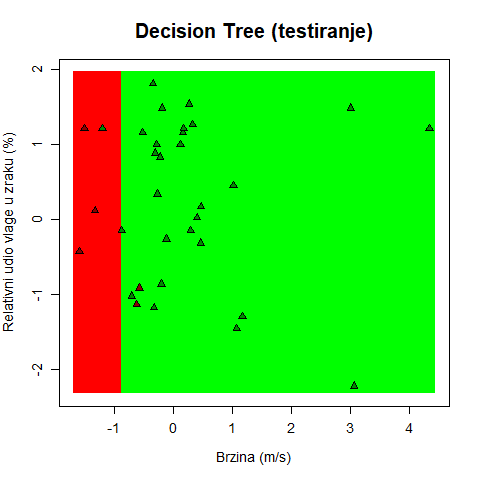 Decision Tree (testiranje)
Relativni udio vlage u zraku (%)
2
1
0
-1
-2
-1 0 1 2 3 4
Brzina (m/s)